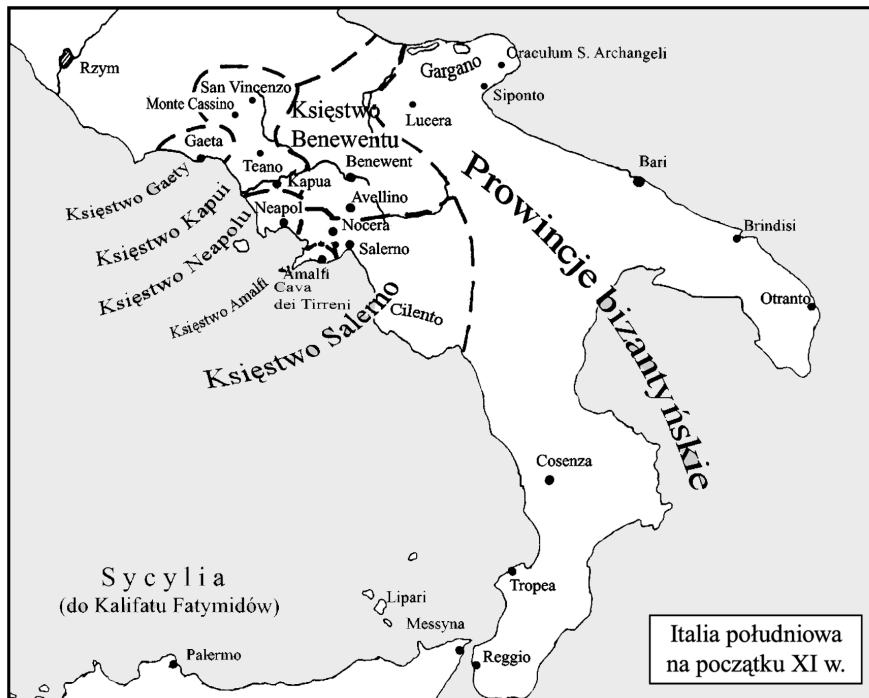 Rzym
Gargano
Oraculum S. Archangeli
Siponto
San Vincenzo
Monte Cassino
Księstwo
Benewentu
Lucera
Gaeta
Teano
Benewent
Kapua
Avellino
Neapol
Nocera
Salerno
Amalfi
Cava
dei Tirreni
Cilento
Księstwo Gaety
Księstwo Kapui
Księstwo Neapolu
Księstwo Amalfi
Księstwo Salerno
Prowincje bizantyńskie
Bari
Brindisi
Otranto
Cosenza
Tropea
Sycylia
(do Kalifatu Fatymidów)
Lipari
Messyna
Palermo
Reggio
Italia południowa
na początku XI w.